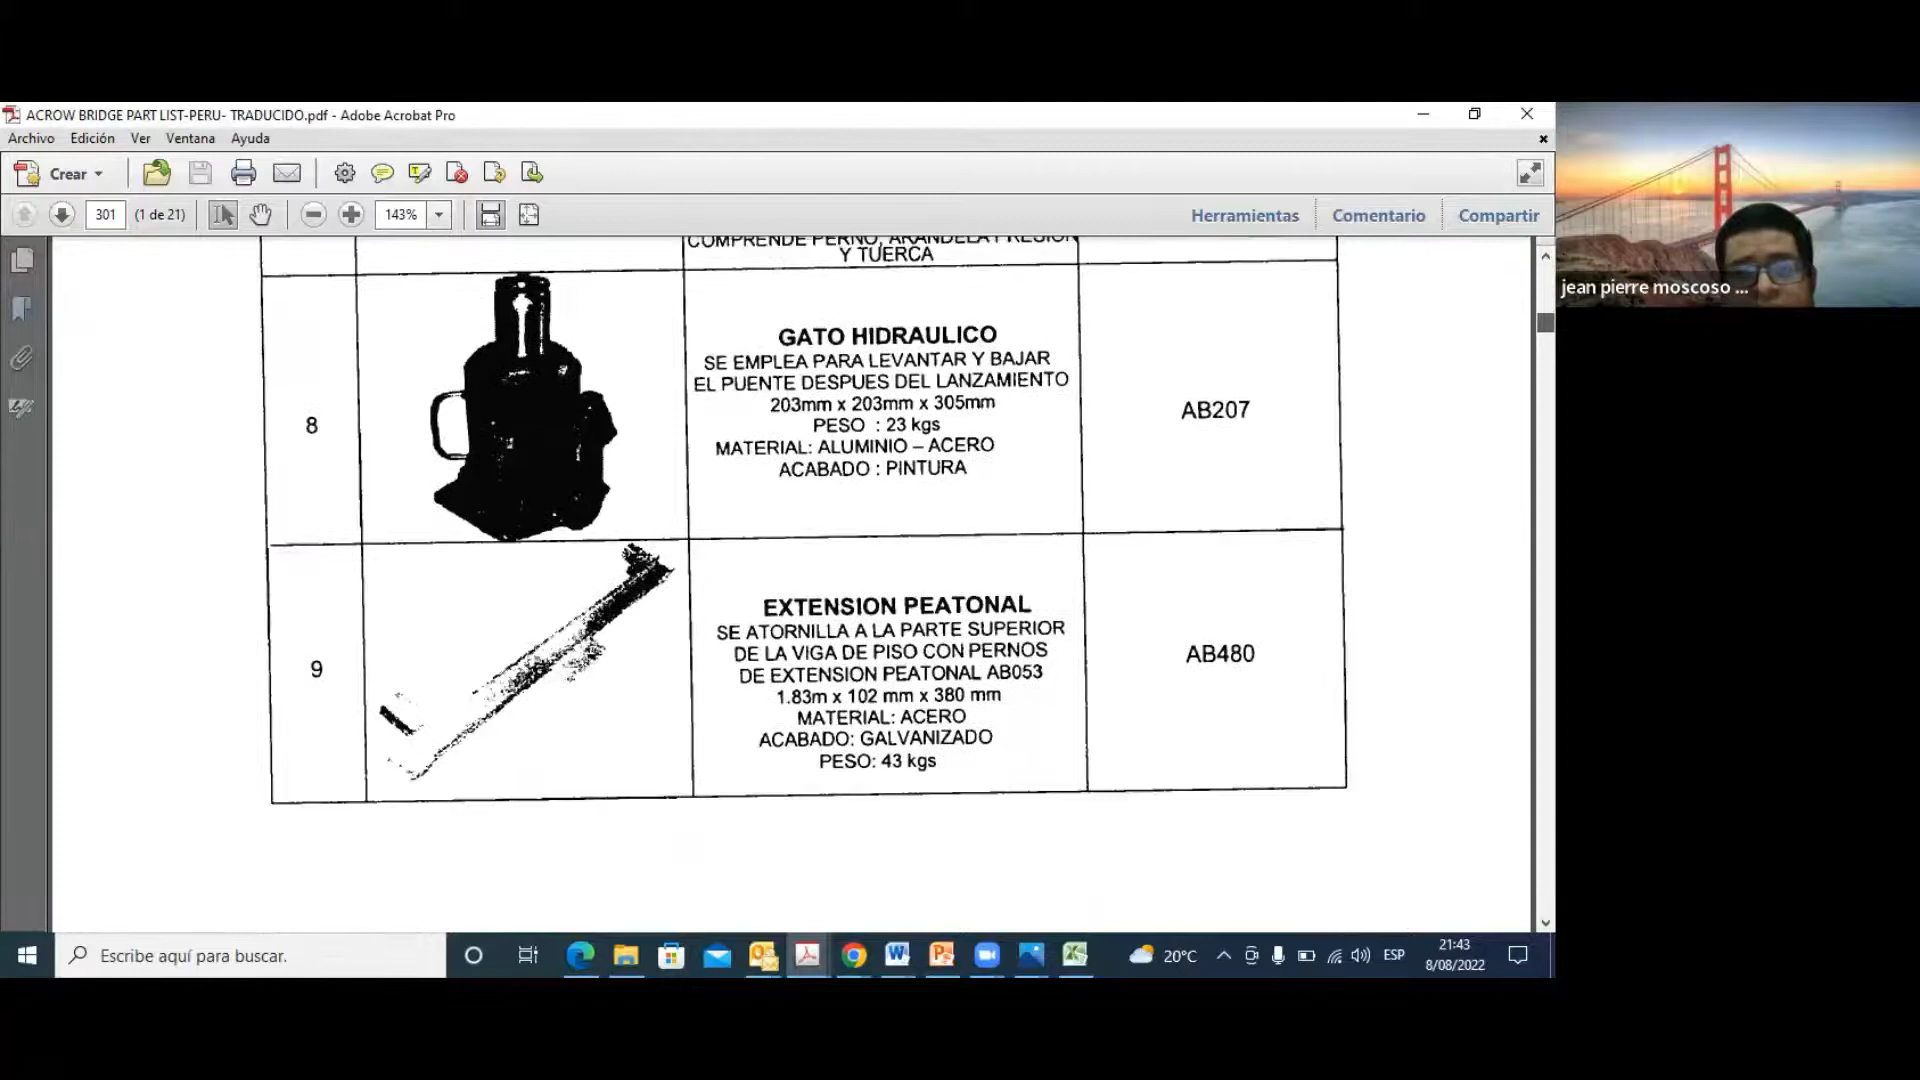 ACROW BRIDGE PART LIST-PERU- TRADUCIDO.pdf - Adobe Acrobat Pro
Archivo Edición Ver Ventana Ayuda
Crear
301 (1 de 21) 143% Herramientas Comentario Compartir
jean pierre moscoso ...
COMPRENDE PERNO, ARANDELA PRESION
Y TUERCA
8
GATO HIDRAULICO
SE EMPLEA PARA LEVANTAR Y BAJAR
EL PUENTE DESPUES DEL LANZAMIENTO
203mm x 203mm x 305mm
PESO : 23 kgs
MATERIAL: ALUMINIO – ACERO
ACABADO : PINTURA
AB207
9
EXTENSION PEATONAL
SE ATORNILLA A LA PARTE SUPERIOR
DE LA VIGA DE PISO CON PERNOS
DE EXTENSION PEATONAL AB053
1.83m x 102 mm x 380 mm
MATERIAL: ACERO
ACABADO: GALVANIZADO
PESO: 43 kgs
AB480
Escribe aquí para buscar.
20°C
ESP
21:43
8/08/2022